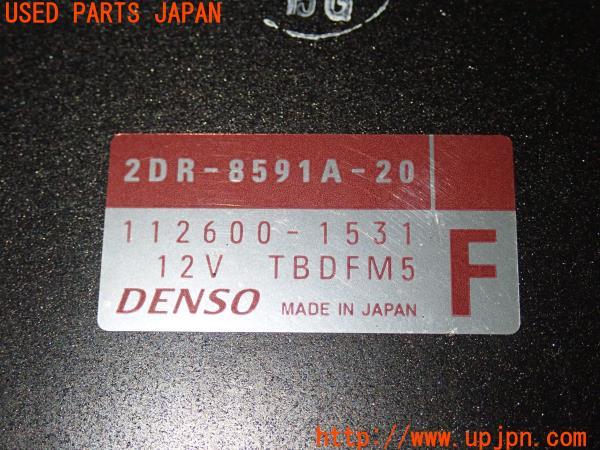 USED PARTS JAPAN
2DR-8591A-20
112600-1531
12V TBDFM5
F
DENSO MADE IN JAPAN
http://www.upjpn.com